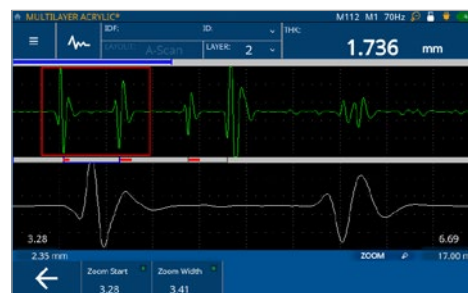 MULTILAYER ACRYLIC*
M112 M1 70Hz
IDF:
ID:
THK:
LAYOUT: A-Scan
LAYER: 2
1.736 mm
3.28
6.69
2.35 mm
ZOOM
17.00
Zoom Start
Zoom Width
3.28
3.41